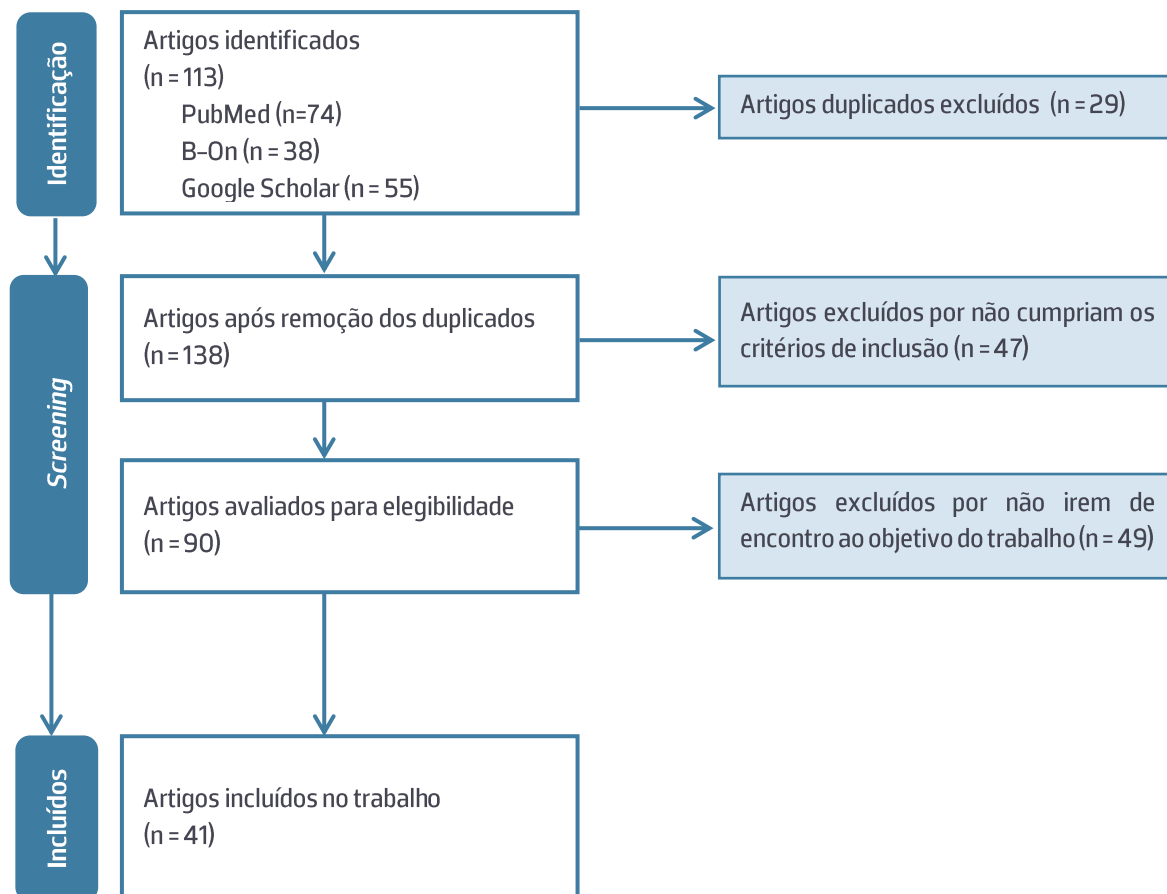 Identificação
Artigos identificados
(n = 113)
PubMed (n=74)
B-On (n = 38)
Google Scholar (n = 55)
Artigos duplicados excluídos (n = 29)
Screening
Artigos após remoção dos duplicados
(n = 138)
Artigos excluídos por não cumpriam os
critérios de inclusão (n = 47)
Artigos avaliados para elegibilidade
(n = 90)
Artigos excluídos por não irem de
encontro ao objetivo do trabalho (n = 49)
Incluídos
Artigos incluídos no trabalho
(n = 41)